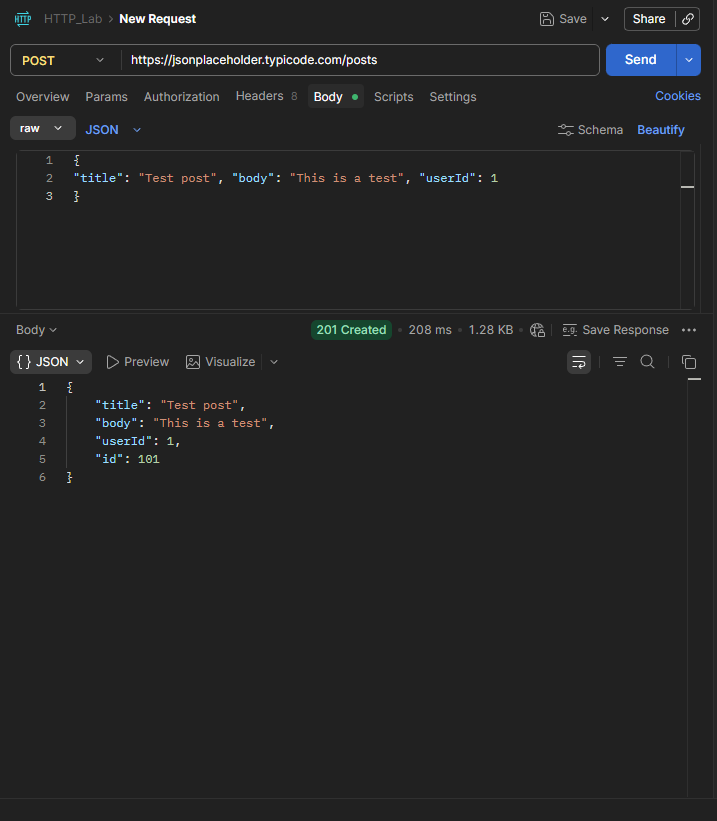 HTTP HTTP_Lab > New Request Save Share
POST https://jsonplaceholder.typicode.com/posts Send
Overview Params Authorization Headers 8 Body Scripts Settings Cookies
raw JSON Schema Beautify
1 {
2 "title": "Test post", "body": "This is a test", "userId": 1
3 }
Body 201 Created • 208 ms • 1.28 KB • e.g. Save Response
{} JSON Preview Visualize
1 {
2 "title": "Test post",
3 "body": "This is a test",
4 "userId": 1,
5 "id": 101
6 }